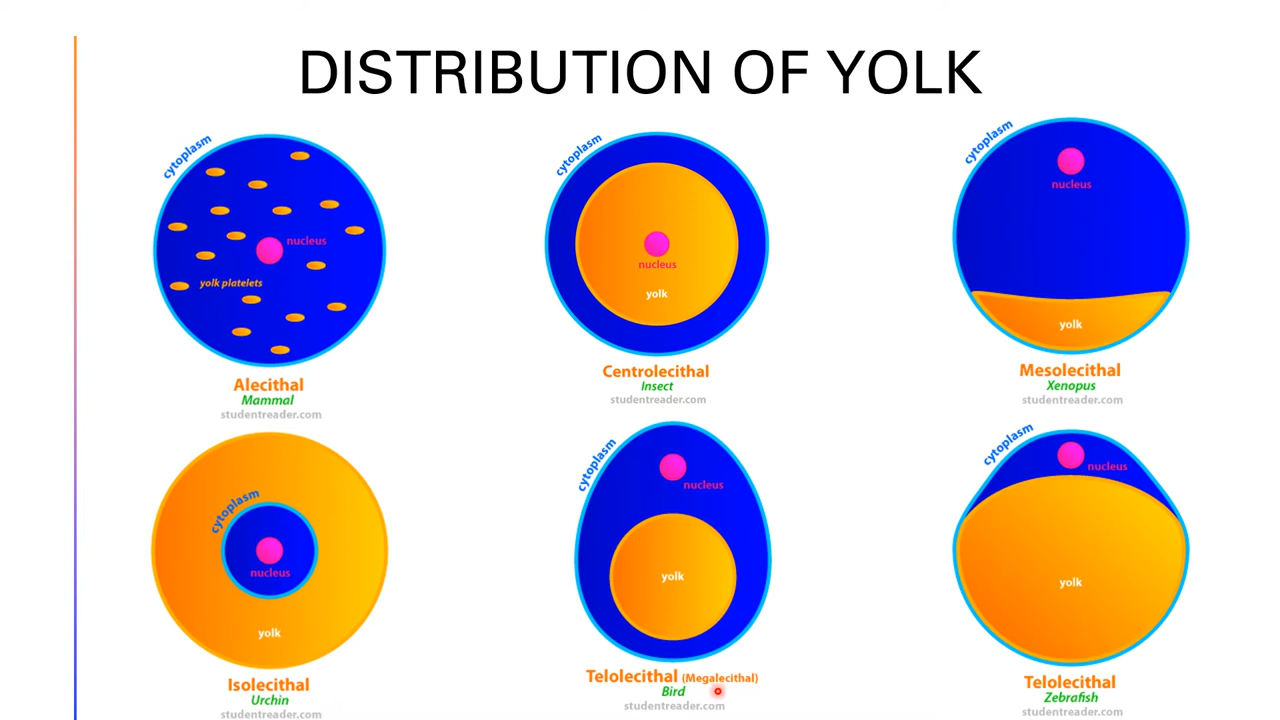 DISTRIBUTION OF YOLK
cytoplasm
nucleus
yolk platelets
Alecithal
Mammal
studentreader.com
cytoplasm
nucleus
yolk
Centrolecithal
Insect
studentreader.com
cytoplasm
nucleus
yolk
Mesolecithal
Xenopus
studentreader.com
cytoplasm
nucleus
yolk
Isolecithal
Urchin
studentreader.com
cytoplasm
nucleus
yolk
Telolecithal (Megalecithal)
Bird
studentreader.com
cytoplasm
nucleus
yolk
Telolecithal
Zebrafish
studentreader.com